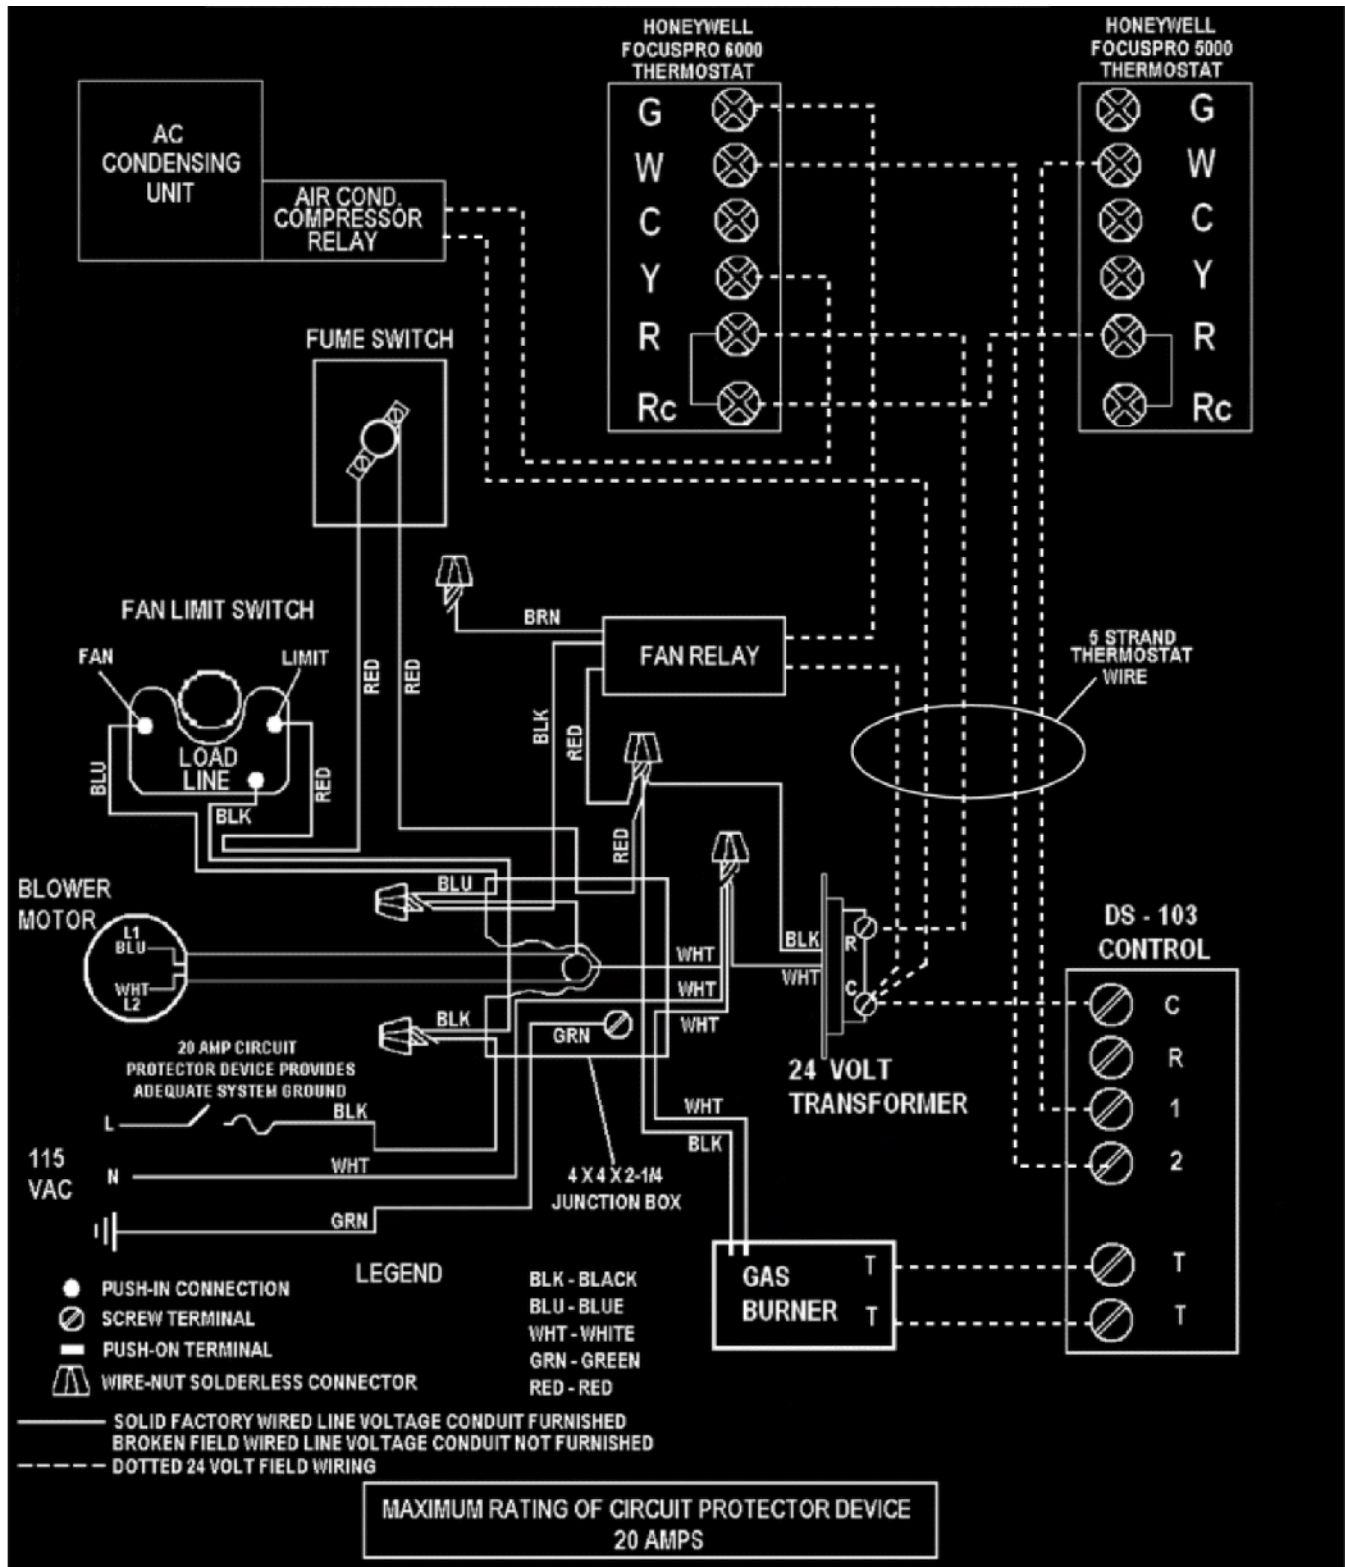 HONEYWELL
FOCUSPRO 6000
THERMOSTAT
HONEYWELL
FOCUSPRO 5000
THERMOSTAT
G
W
C
Y
R
Rc
G
W
C
Y
R
Rc
AC
CONDENSING
UNIT
AIR COND.
COMPRESSOR
RELAY
FUME SWITCH
FAN LIMIT SWITCH
FAN
LIMIT
LOAD
LINE
BLU
BLK
RED
RED
RED
BRN
FAN RELAY
BLK
RED
RED
5 STRAND
THERMOSTAT
WIRE
BLOWER
MOTOR
L1
BLU
WHT
L2
BLU
BLK
WHT
WHT
WHT
GRN
BLK
WHT
R
C
24 VOLT
TRANSFORMER
DS - 103
CONTROL
C
R
1
2
T
T
20 AMP CIRCUIT
PROTECTOR DEVICE PROVIDES
ADEQUATE SYSTEM GROUND
L
BLK
115
VAC
N
WHT
GRN
4 X 4 X 2-1/4
JUNCTION BOX
WHT
BLK
GAS
BURNER
T
T
LEGEND
PUSH-IN CONNECTION
SCREW TERMINAL
PUSH-ON TERMINAL
WIRE-NUT SOLDERLESS CONNECTOR
BLK - BLACK
BLU - BLUE
WHT - WHITE
GRN - GREEN
RED - RED
SOLID FACTORY WIRED LINE VOLTAGE CONDUIT FURNISHED
BROKEN FIELD WIRED LINE VOLTAGE CONDUIT NOT FURNISHED
DOTTED 24 VOLT FIELD WIRING
MAXIMUM RATING OF CIRCUIT PROTECTOR DEVICE
20 AMPS